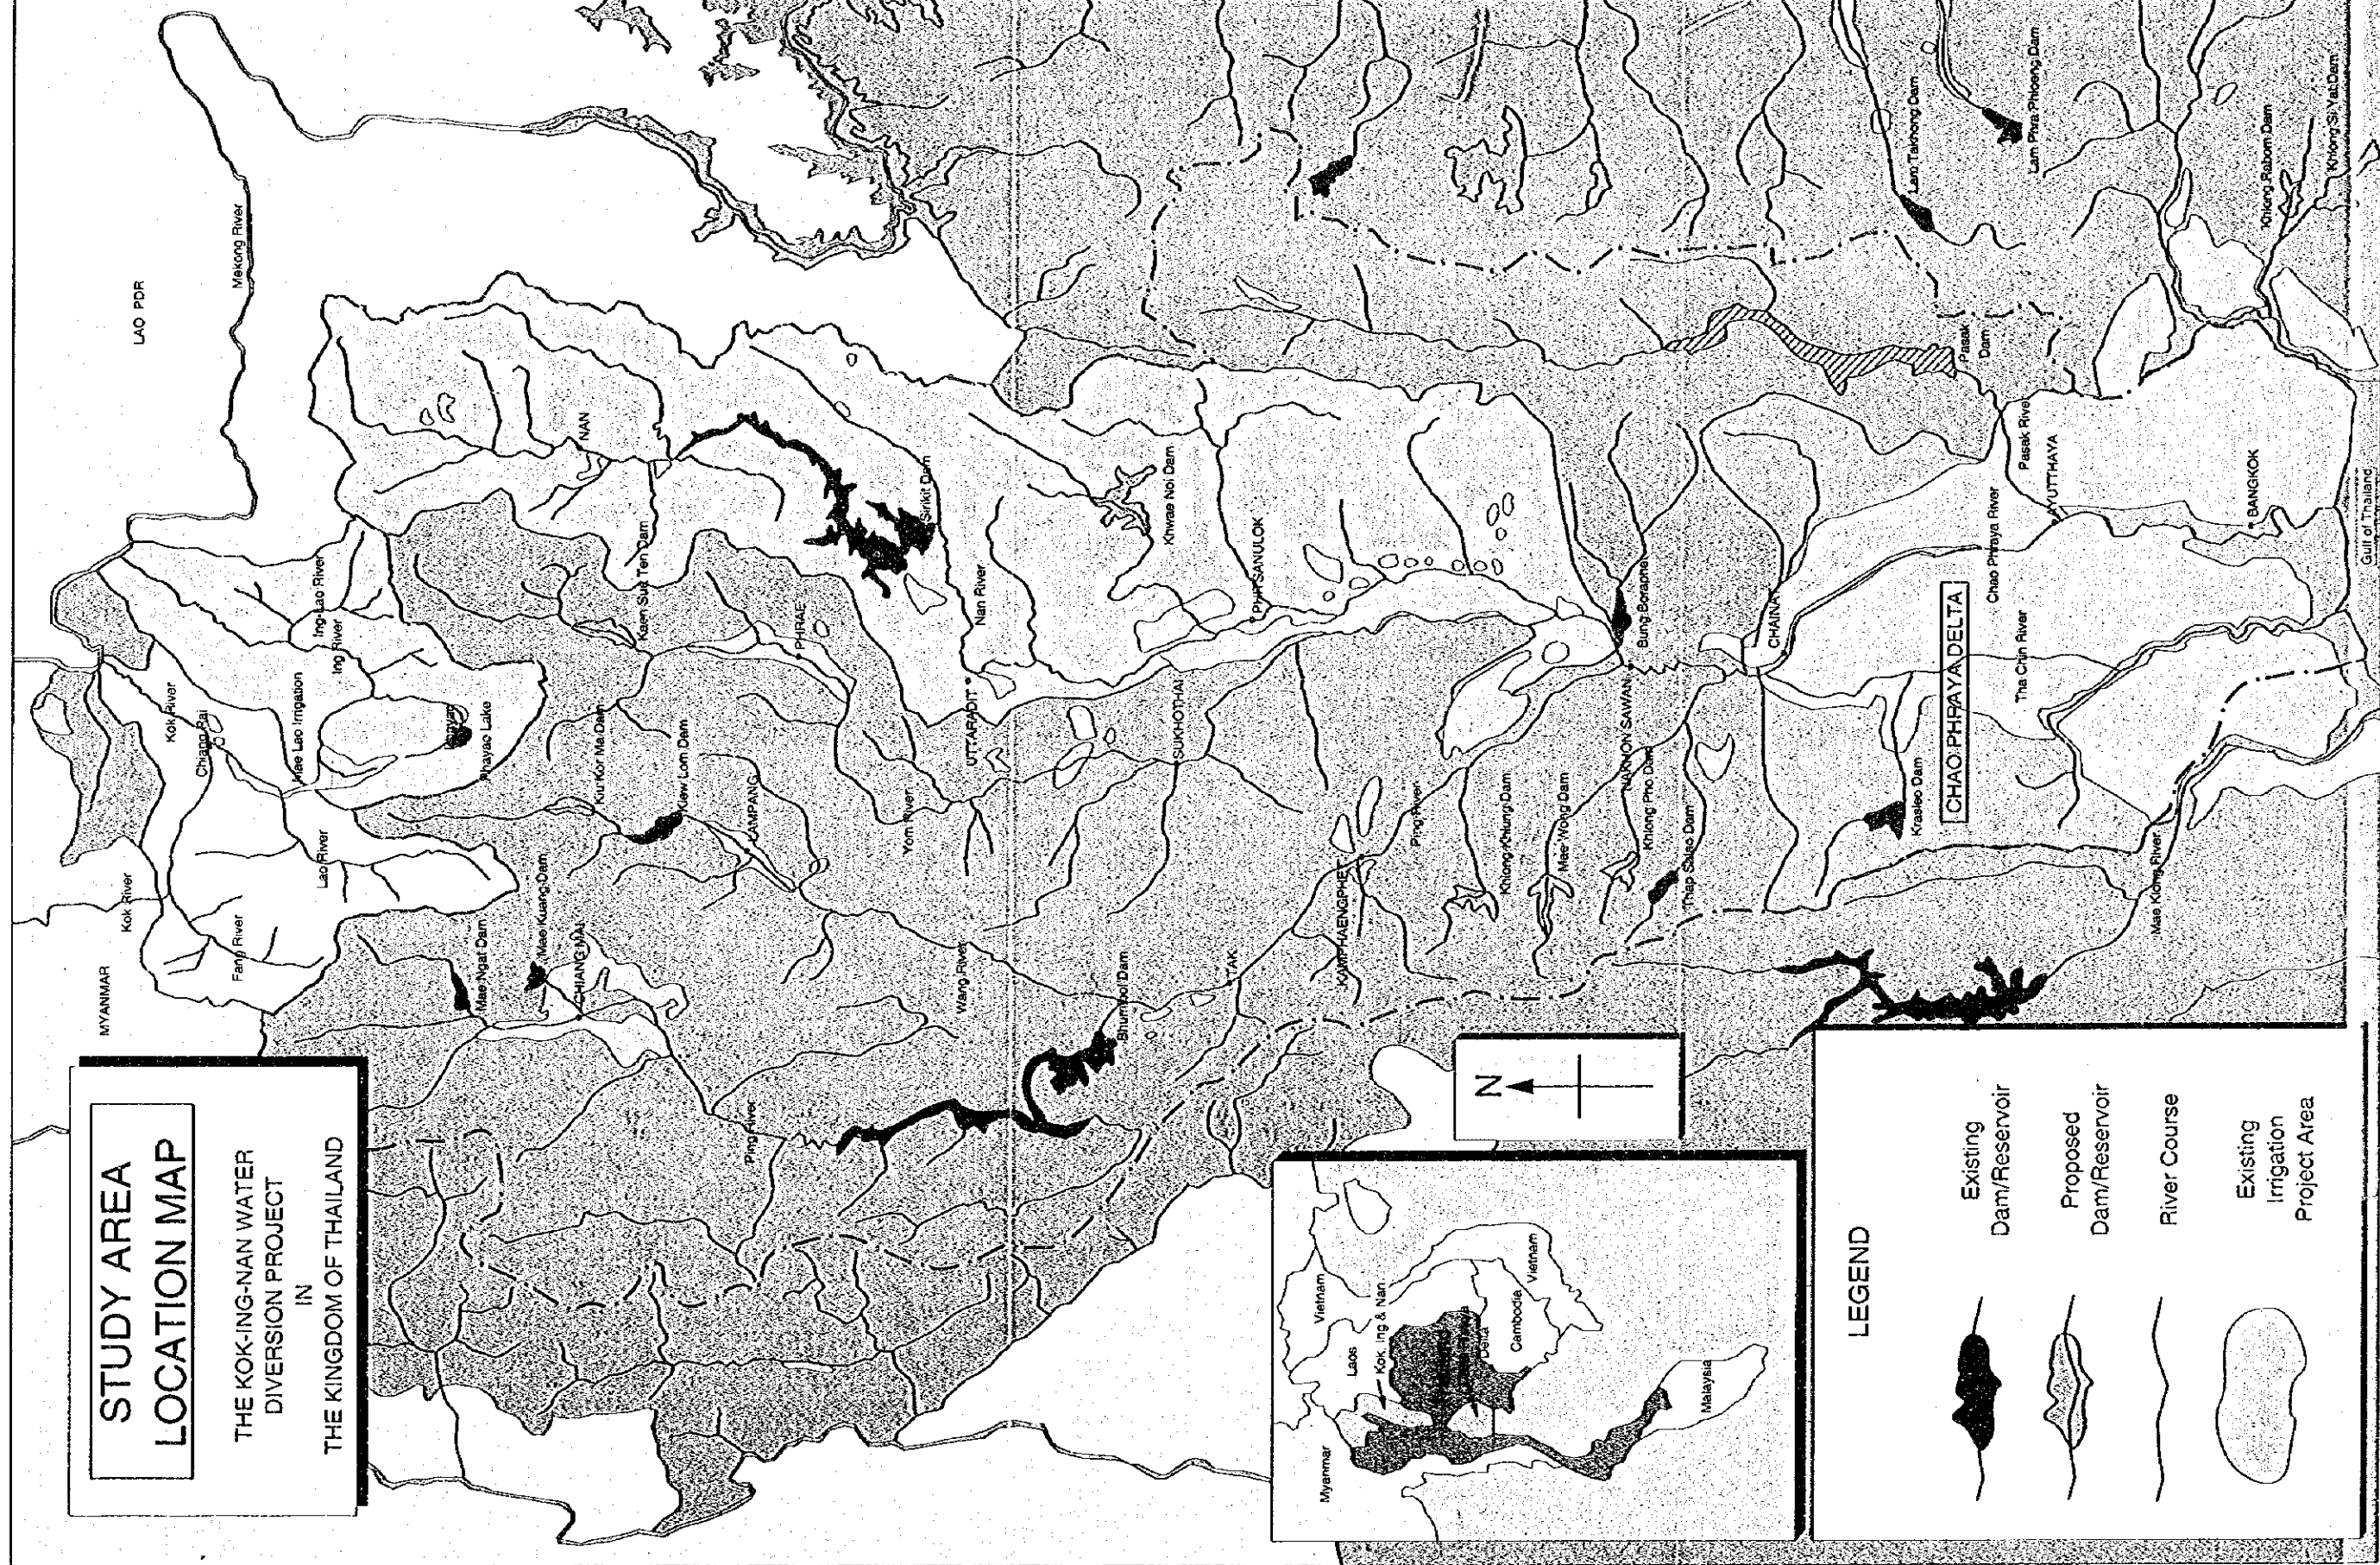 STUDY AREA
LOCATION MAP
THE KOK-ING-NAN WATER
DIVERSION PROJECT
IN
THE KINGDOM OF THAILAND
MYANMAR
LAO PDR
Mekong River
Kok River
Kok River
Chiang Rai
Fang River
Lao River
Mae Lao Irrigation
Ing River
Ing-Lao River
Phayao Lake
NAN
Mae Ngat Dam
Mae Kuang Dam
CHIANG MAI
Kiu Kor Ma Dam
Kiew Lom Dam
Kaen Sua Ten Dam
LAMPANG
PHRAE
Sirikit Dam
Ping River
Wang River
Yom River
UTTARADIT
Nan River
Bhumibol Dam
TAK
SUKHOTHAI
Khwae Noi Dam
PHITSANULOK
KAMPHAENGPHET
Ping River
Khlong Khlung Dam
Mae Wong Dam
NAKHON SAWAN
Khlong Pho Dam
Thap Salao Dam
Bung Boraphet
CHAINAT
Krasieo Dam
CHAO PHRAYA DELTA
Tha Chin River
Chao Phraya River
Pasak River
Pasak
Dam
AYUTTHAYA
BANGKOK
Mae Klong River
Gulf of Thailand
Lam Takhong Dam
Lam Phra Phloeng Dam
Khlong Rabom Dam
Khlong Si Yat Dam
N
Myanmar
Vietnam
Laos
Kok, Ing & Nan
Delta
Cambodia
Vietnam
Malaysia
LEGEND
Existing
Dam/Reservoir
Proposed
Dam/Reservoir
River Course
Existing
Irrigation
Project Area